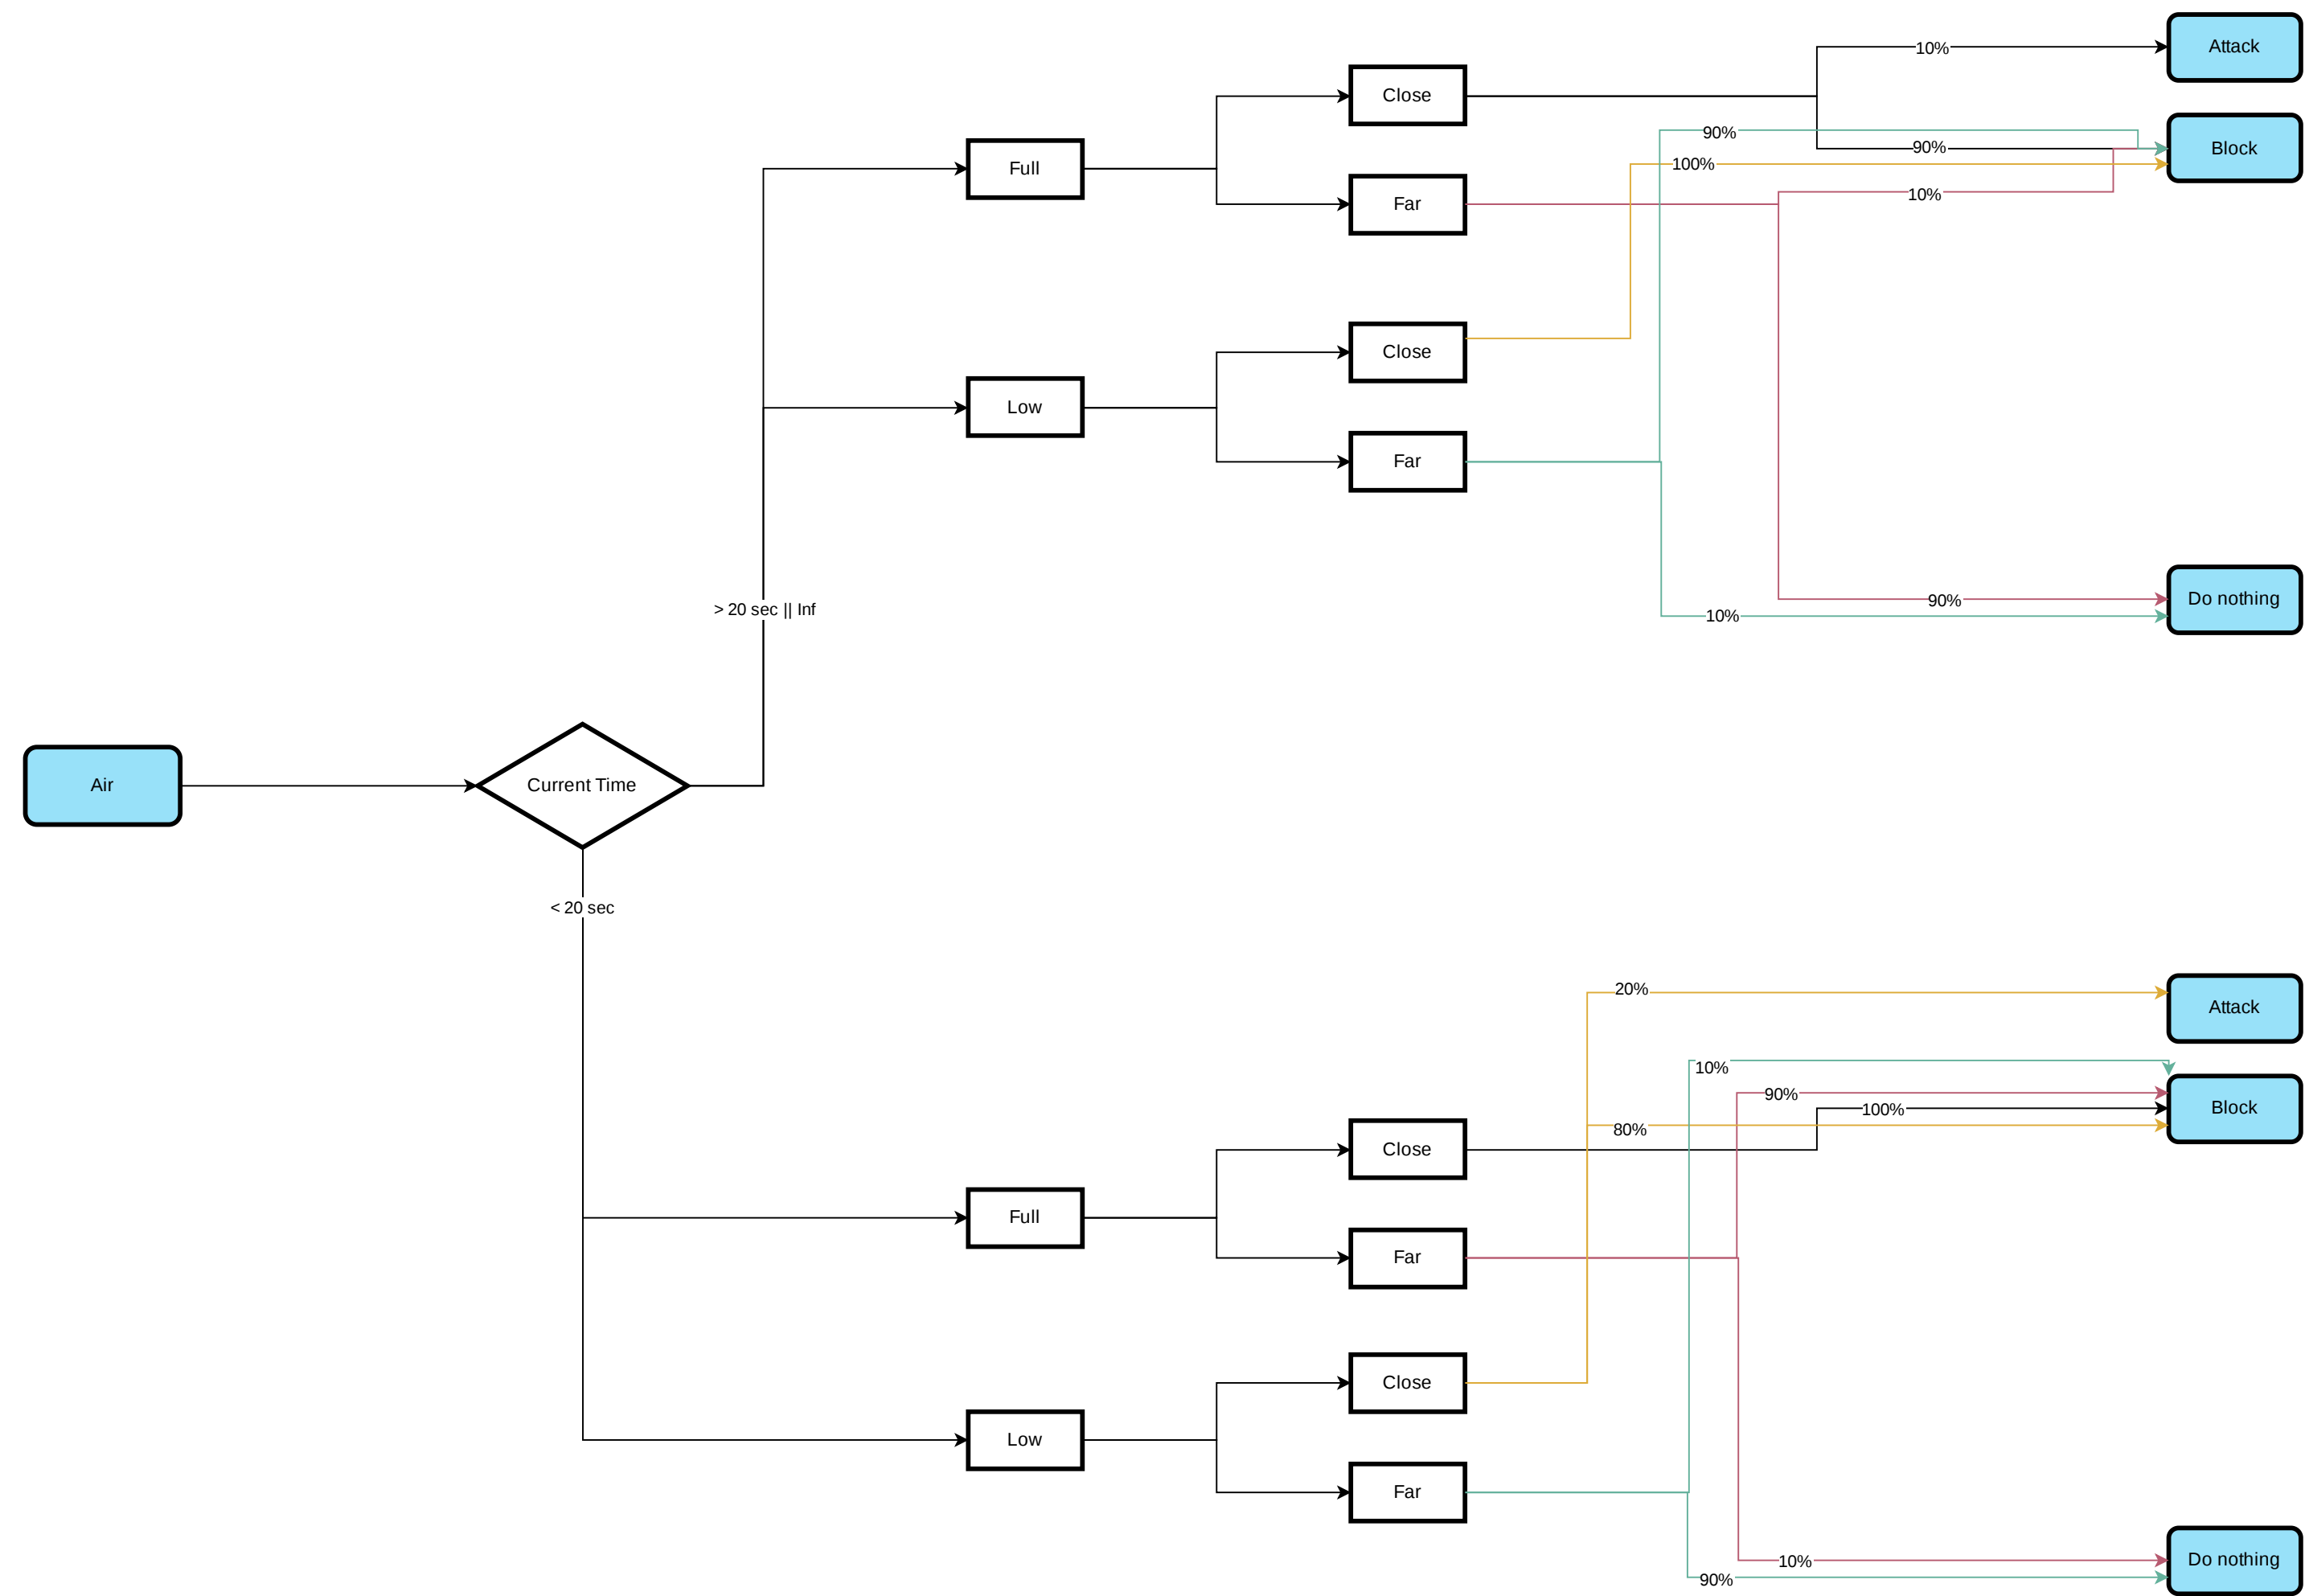 Attack
10%
Close
90%
90%
Block
100%
Full
10%
Far
Close
Low
Far
Do nothing
90%
> 20 sec || Inf
10%
Air
Current Time
< 20 sec
20%
Attack
10%
90%
100%
Block
80%
Close
Full
Far
Close
Low
Far
Do nothing
10%
90%